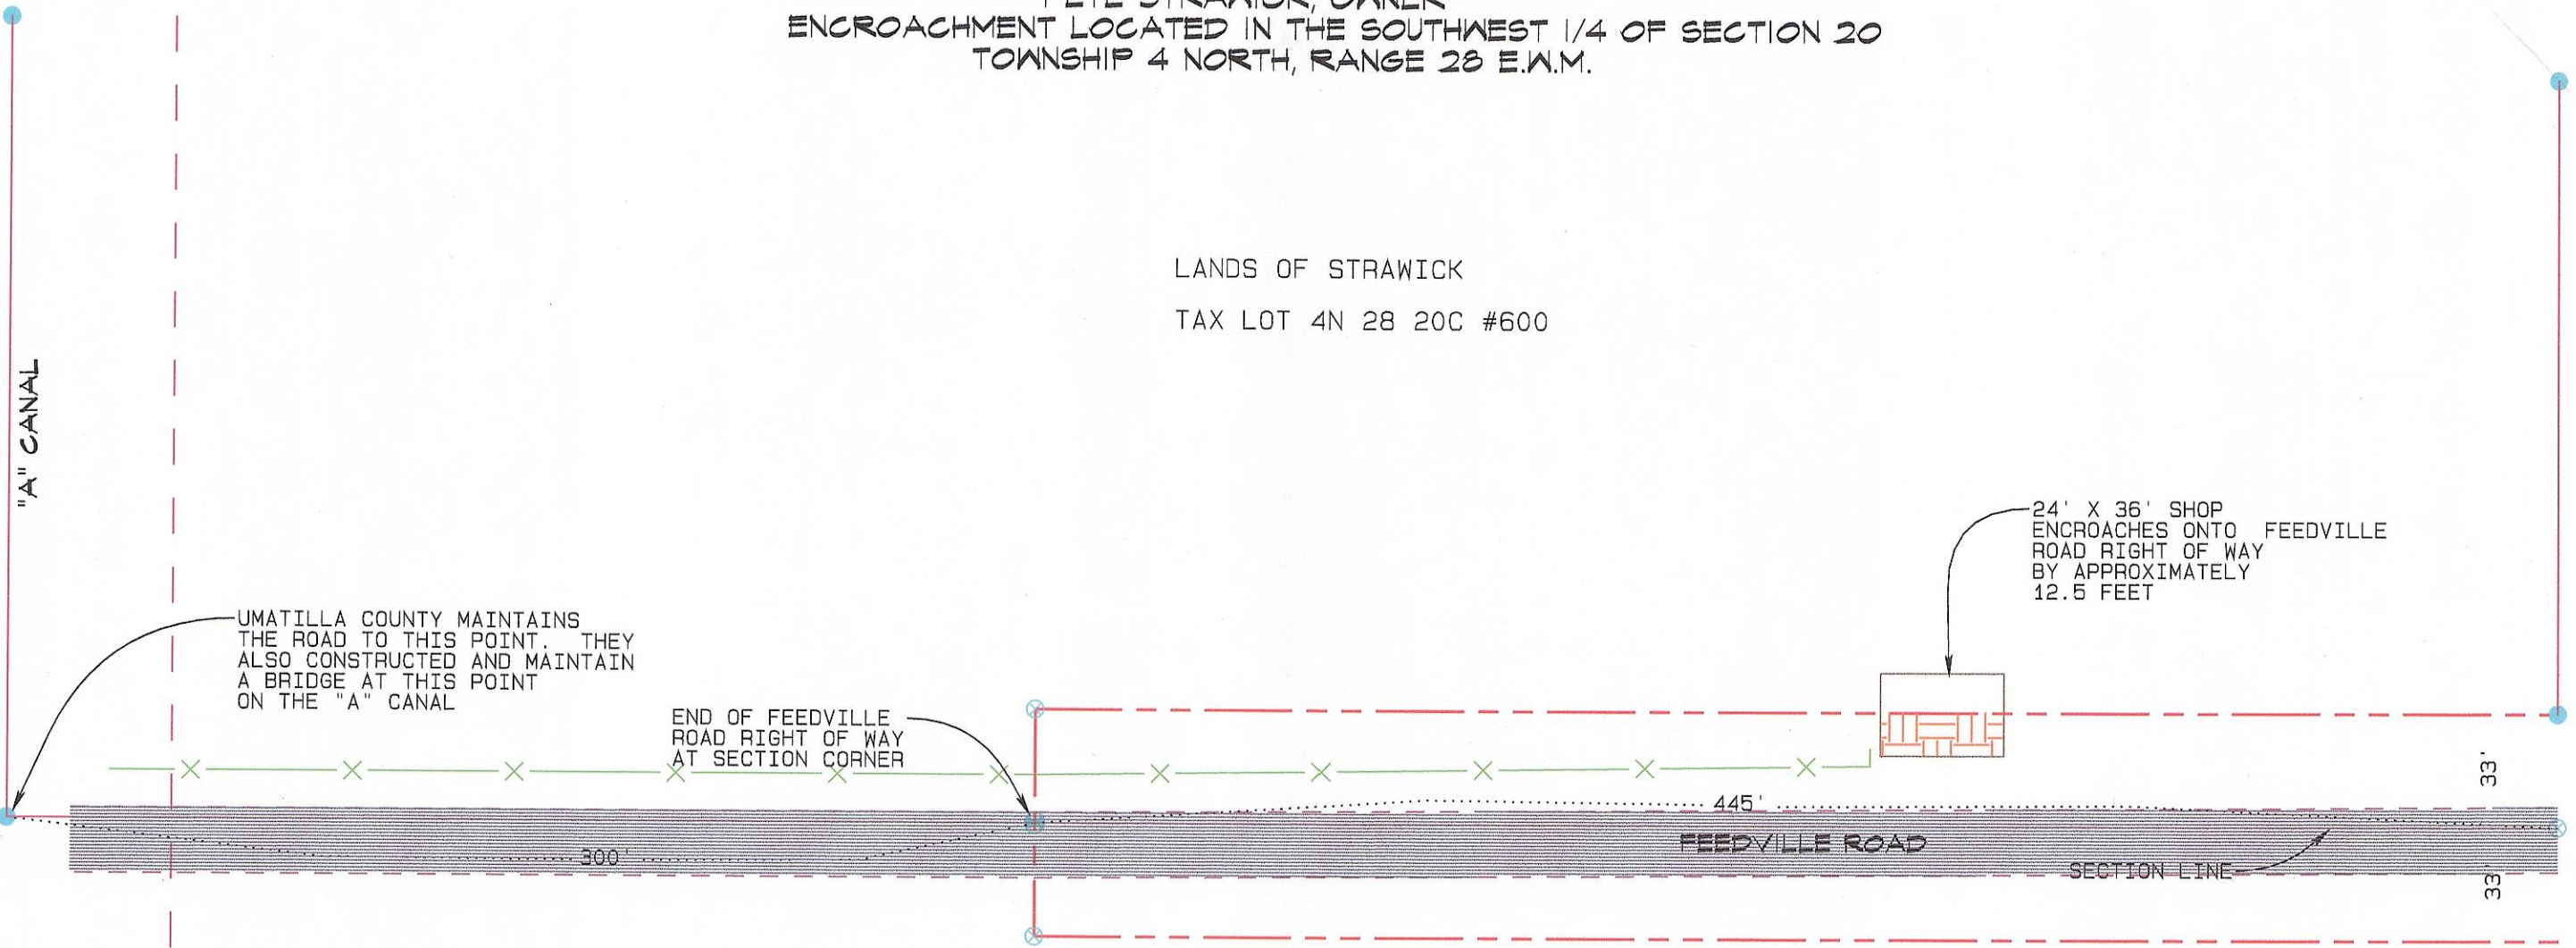 PETE STRAWICK, OWNER
ENCROACHMENT LOCATED IN THE SOUTHWEST 1/4 OF SECTION 20
TOWNSHIP 4 NORTH, RANGE 28 E.W.M.
LANDS OF STRAWICK
TAX LOT 4N 28 20C #600
"A" CANAL
24' X 36' SHOP
ENCROACHES ONTO FEEDVILLE
ROAD RIGHT OF WAY
BY APPROXIMATELY
12.5 FEET
UMATILLA COUNTY MAINTAINS
THE ROAD TO THIS POINT. THEY
ALSO CONSTRUCTED AND MAINTAIN
A BRIDGE AT THIS POINT
ON THE "A" CANAL
END OF FEEDVILLE
ROAD RIGHT OF WAY
AT SECTION CORNER
33'
445'
FEEDVILLE ROAD
300'
SECTION LINE
33'